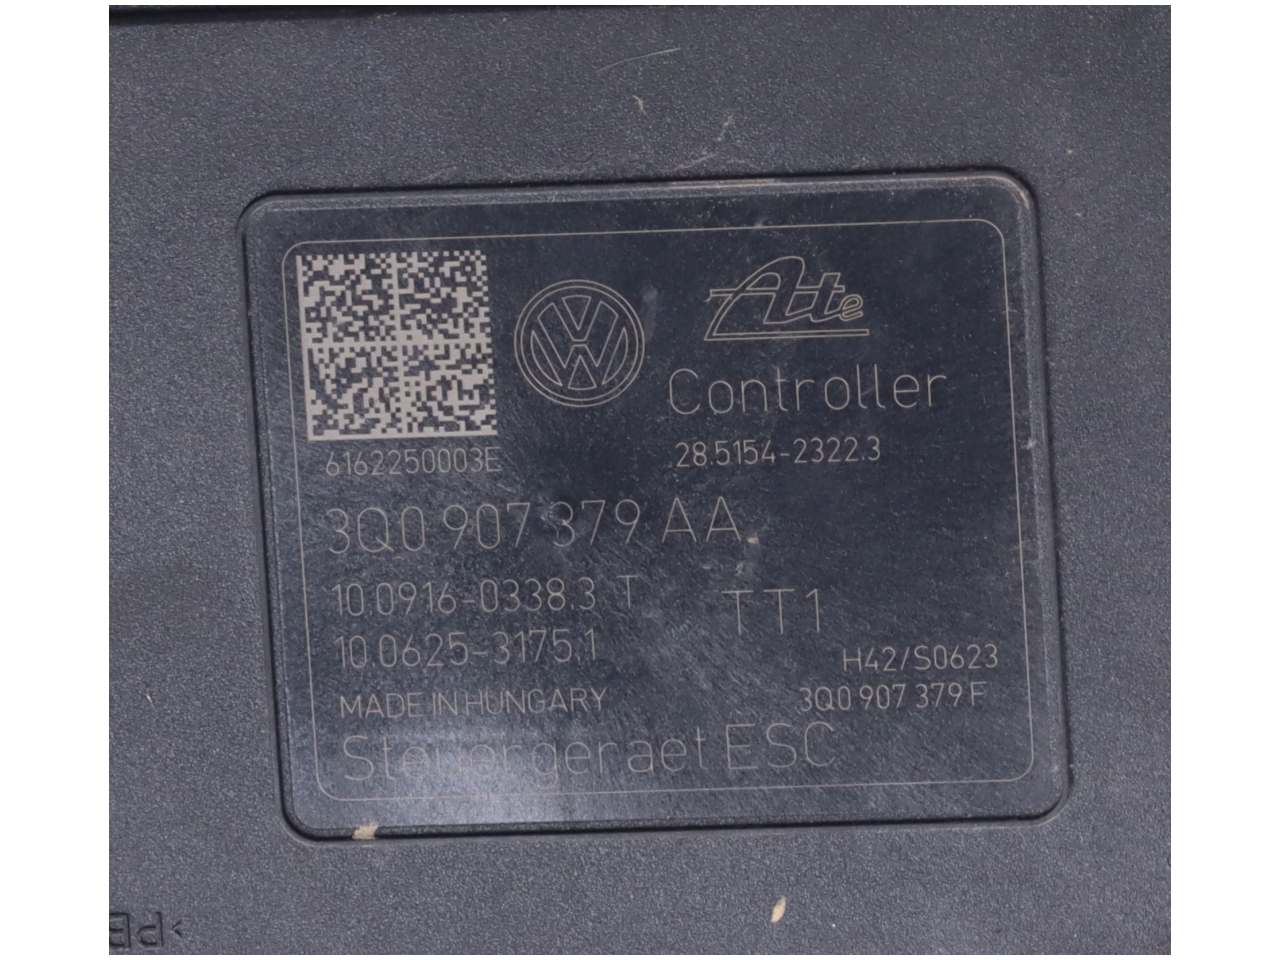 Ate
Controller
6162250003E
28.5154-2322.3
3Q0 907 379 AA
10.0916-0338.3 T
TT1
10.0625-3175.1
H42/S0623
MADE IN HUNGARY
3Q0 907 379 F
Steuergeraet ESC
>PB